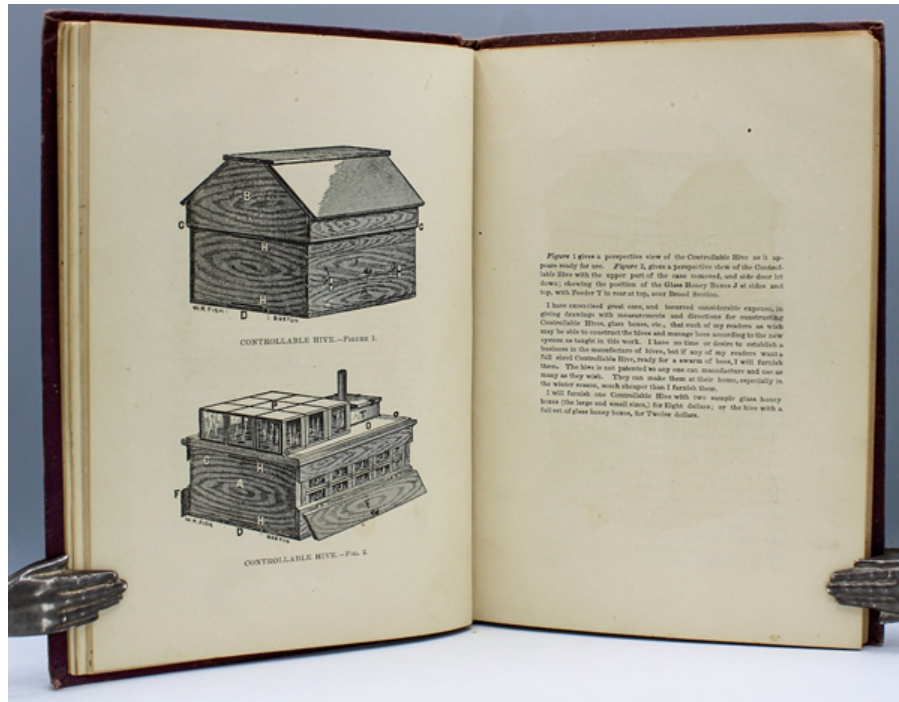 B
C
G
H
F
F
H
W.H. FISH.
D
BOSTON
CONTROLLABLE HIVE.—FIGURE 1.
P
T
O
G
H
A
F
E
H
W.H. FISH
D
BOSTON
CONTROLLABLE HIVE.—FIG. 2.
Figure 1 gives a perspective view of the Controllable Hive as it ap-
pears ready for use. Figure 2, gives a perspective view of the Control-
lable Hive with the upper part of the case removed, and side door let
down; showing the position of the Glass Honey Boxes J at sides and
top, with Feeder T in rear at top, over Brood Section.
I have exercised great care, and incurred considerable expense, in
giving drawings with measurements and directions for constructing
Controllable Hives, glass boxes, etc., that such of my readers as wish
may be able to construct the hives and manage bees according to the new
system as taught in this work. I have no time or desire to establish a
business in the manufacture of hives, but if any of my readers want a
full sized Controllable Hive, ready for a swarm of bees, I will furnish
them. The hive is not patented so any one can manufacture and use as
many as they wish. They can make them at their home, especially in
the winter season, much cheaper than I furnish them.
I will furnish one Controllable Hive with two sample glass honey
boxes (the large and small sizes,) for Eight dollars; or the hive with a
full set of glass honey boxes, for Twelve dollars.